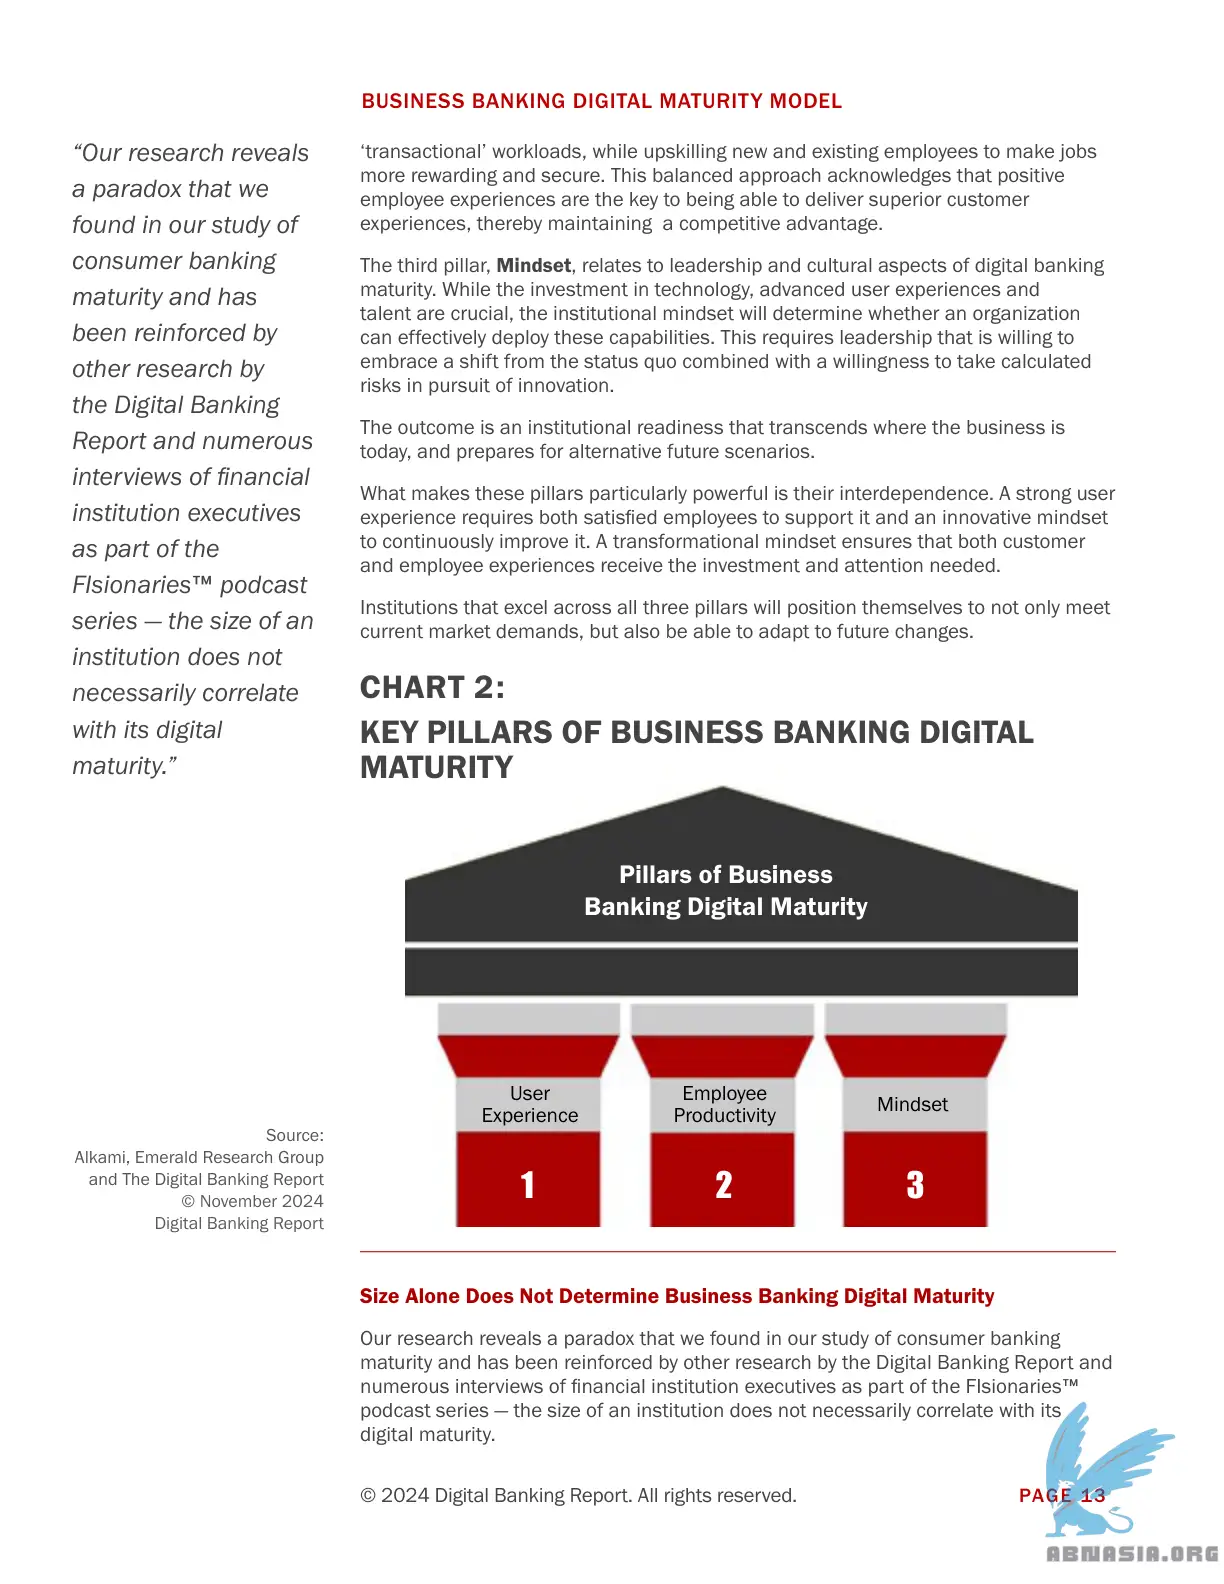 BUSINESS BANKING DIGITAL MATURITY MODEL
“Our research reveals
a paradox that we
found in our study of
consumer banking
maturity and has
been reinforced by
other research by
the Digital Banking
Report and numerous
interviews of financial
institution executives
as part of the
FIsionaries™ podcast
series — the size of an
institution does not
necessarily correlate
with its digital
maturity.”
‘transactional’ workloads, while upskilling new and existing employees to make jobs
more rewarding and secure. This balanced approach acknowledges that positive
employee experiences are the key to being able to deliver superior customer
experiences, thereby maintaining  a competitive advantage.
The third pillar, Mindset, relates to leadership and cultural aspects of digital banking
maturity. While the investment in technology, advanced user experiences and
talent are crucial, the institutional mindset will determine whether an organization
can effectively deploy these capabilities. This requires leadership that is willing to
embrace a shift from the status quo combined with a willingness to take calculated
risks in pursuit of innovation.
The outcome is an institutional readiness that transcends where the business is
today, and prepares for alternative future scenarios.
What makes these pillars particularly powerful is their interdependence. A strong user
experience requires both satisfied employees to support it and an innovative mindset
to continuously improve it. A transformational mindset ensures that both customer
and employee experiences receive the investment and attention needed.
Institutions that excel across all three pillars will position themselves to not only meet
current market demands, but also be able to adapt to future changes.
CHART 2:
KEY PILLARS OF BUSINESS BANKING DIGITAL
MATURITY
Pillars of Business
Banking Digital Maturity
User
Experience
1
Employee
Productivity
2
Mindset
3
Source:
Alkami, Emerald Research Group
and The Digital Banking Report
© November 2024
Digital Banking Report
Size Alone Does Not Determine Business Banking Digital Maturity
Our research reveals a paradox that we found in our study of consumer banking
maturity and has been reinforced by other research by the Digital Banking Report and
numerous interviews of financial institution executives as part of the FIsionaries™
podcast series — the size of an institution does not necessarily correlate with its
digital maturity.
© 2024 Digital Banking Report. All rights reserved.
PAGE 13
ABNASIA.ORG